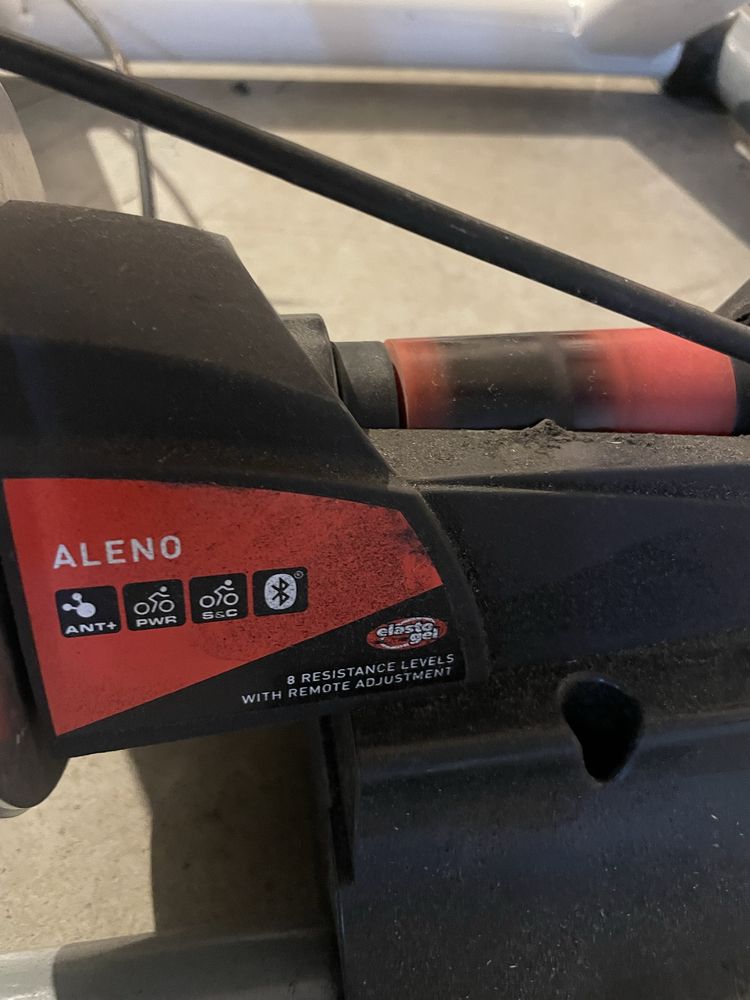 ALENO
ANT+ PWR S&C ®
elasto
gel
8 RESISTANCE LEVELS
WITH REMOTE ADJUSTMENT